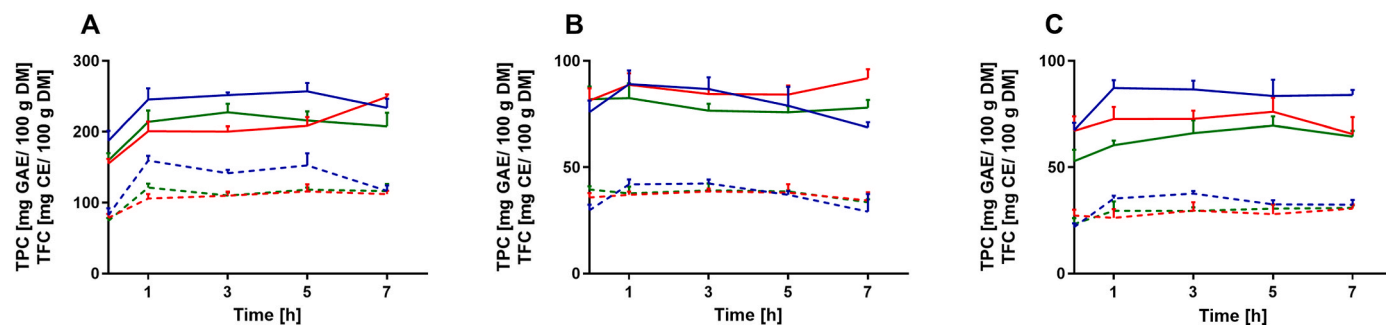 A
TPC [mg GAE/ 100 g DM]
TFC [mg CE/ 100 g DM]
300
200
100
0
1 3 5 7
Time [h]
B
TPC [mg GAE/ 100 g DM]
TFC [mg CE/ 100 g DM]
100
50
0
1 3 5 7
Time [h]
C
TPC [mg GAE/ 100 g DM]
TFC [mg CE/ 100 g DM]
100
50
0
1 3 5 7
Time [h]